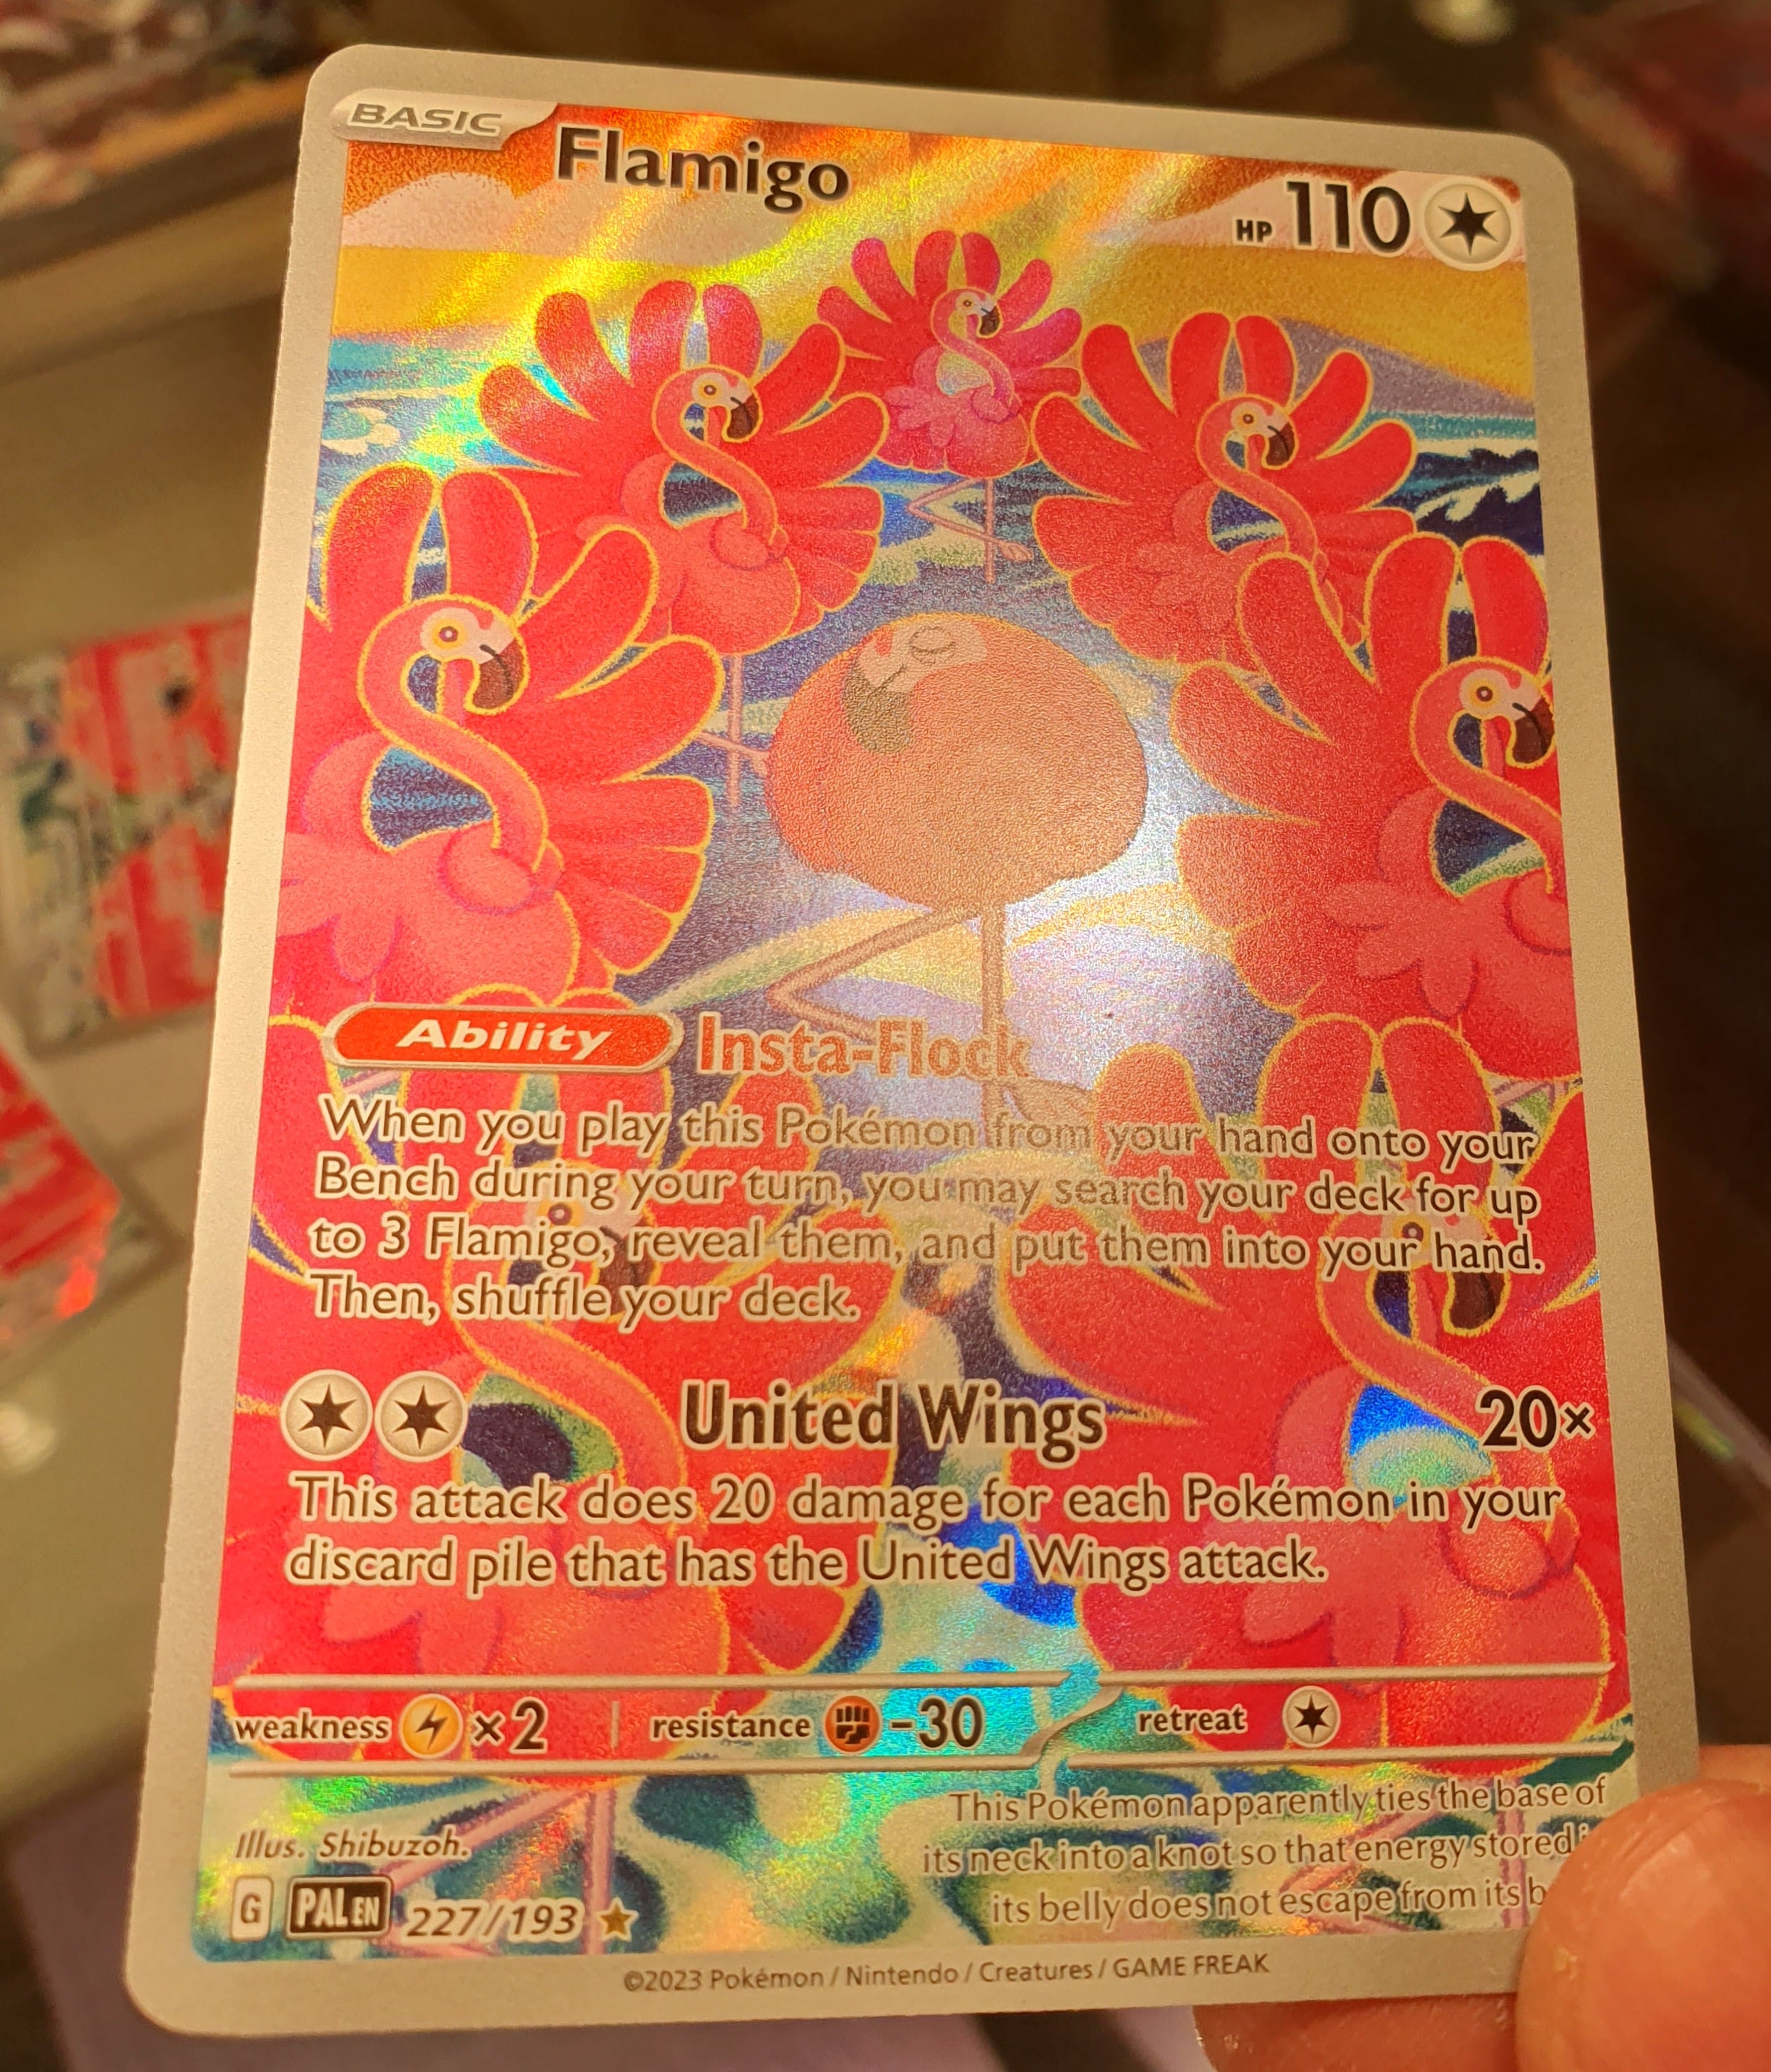 BASIC
Flamigo
HP 110
Ability Insta-Flock
When you play this Pokémon from your hand onto your
Bench during your turn, you may search your deck for up
to 3 Flamigo, reveal them, and put them into your hand.
Then, shuffle your deck.
United Wings 20×
This attack does 20 damage for each Pokémon in your
discard pile that has the United Wings attack.
weakness ×2 resistance -30 retreat
This Pokémon apparently ties the base of
its neck into a knot so that energy stored
its belly does not escape from its
Illus. Shibuzoh.
G PAL EN 227/193
©2023 Pokémon / Nintendo / Creatures / GAME FREAK